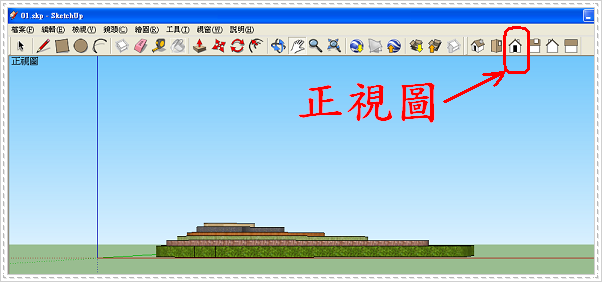 01.skp - SketchUp
檔案(F) 編輯(E) 檢視(V) 鏡頭(C) 繪圖(R) 工具(T) 視窗(W) 說明(H)
正視圖
正視圖